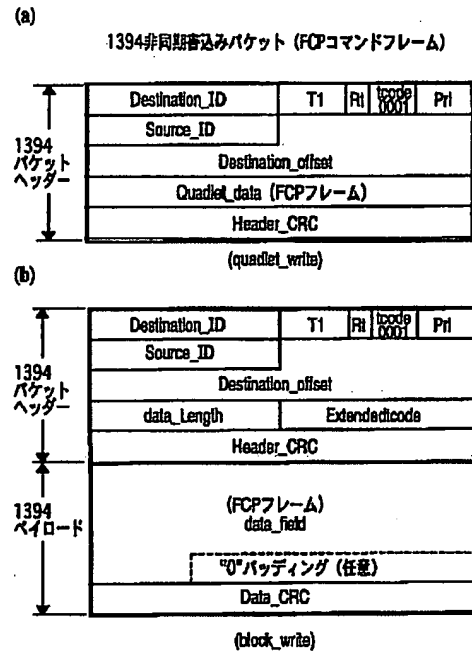 (a)
1394非同期書込みパケット（FCPコマンドフレーム）
Destination_ID T1 Rt tcode 0001 Pri
Source_ID
Destination_offset
Quadlet_data（FCPフレーム）
Header_CRC
1394
パケット
ヘッダー
(quadlet_write)
(b)
Destination_ID T1 Rt tcode 0001 Pri
Source_ID
Destination_offset
data_Length Extendedtcode
Header_CRC
1394
パケット
ヘッダー
1394
ペイロード
(FCPフレーム)
data_field
"0"パッディング（任意）
Data_CRC
(block_write)